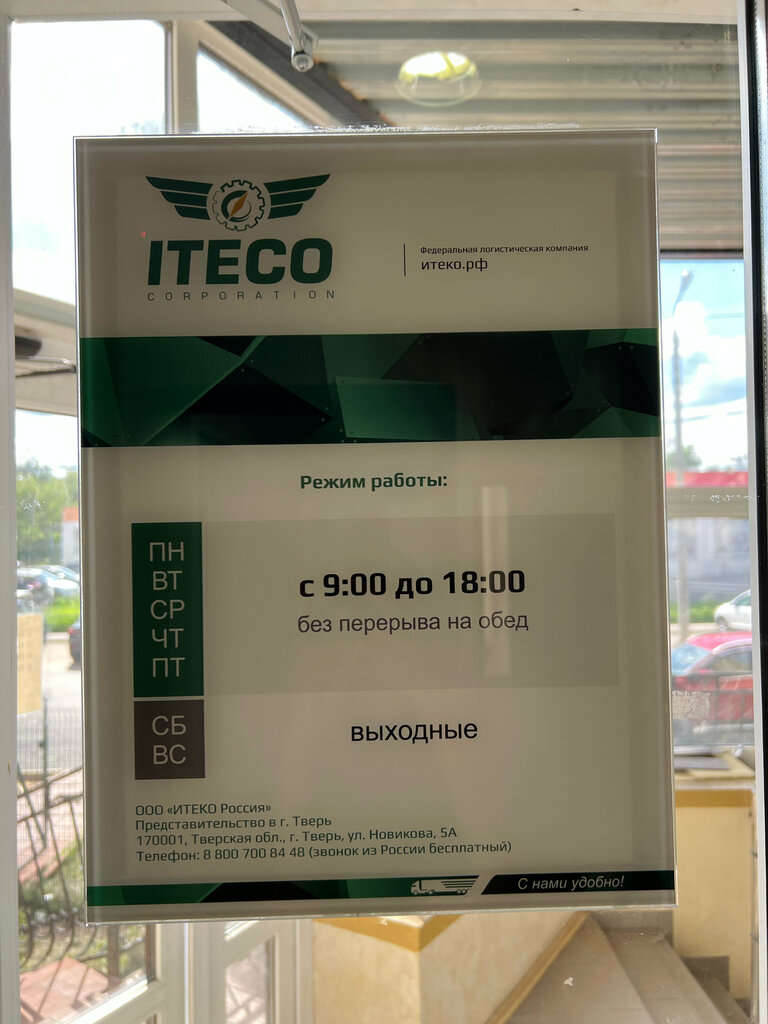 ITECO
CORPORATION
Федеральная логистическая компания
итеко.рф
Режим работы:
ПН
ВТ
СР
ЧТ
ПТ
с 9:00 до 18:00
без перерыва на обед
СБ
ВС
выходные
ООО «ИТЕКО Россия»
Представительство в г. Тверь
170001, Тверская обл., г. Тверь, ул. Новикова, 5А
Телефон: 8 800 700 84 48 (звонок из России бесплатный)
С нами удобно!